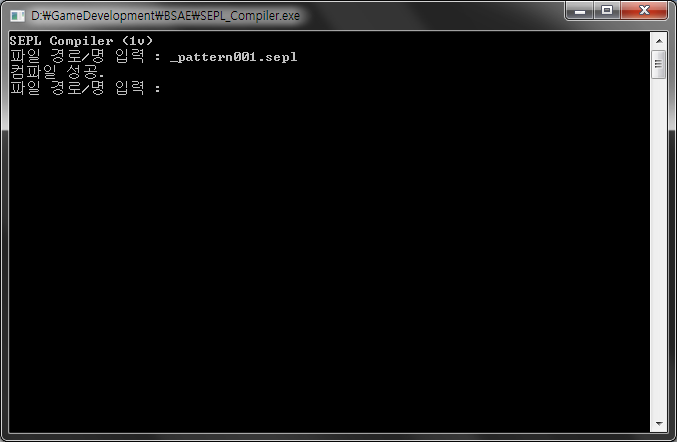 D:₩GameDevelopment₩BSAE₩SEPL_Compiler.exe
SEPL Compiler (1v)
파일 경로/명 입력 : _pattern001.sepl
컴파일 성공.
파일 경로/명 입력 :